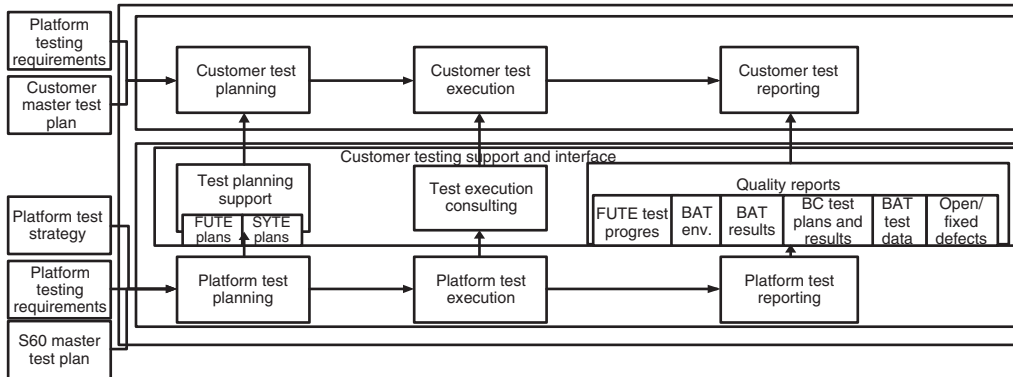 Platform
testing
requirements
Customer
master test
plan
Customer test
planning
Customer test
execution
Customer test
reporting
Customer testing support and interface
Test planning
support
FUTE
plans
SYTE
plans
Test execution
consulting
Quality reports
FUTE test
progres
BAT
env.
BAT
results
BC test
plans and
results
BAT
test
data
Open/
fixed
defects
Platform test
strategy
Platform
testing
requirements
S60 master
test plan
Platform test
planning
Platform test
execution
Platform test
reporting